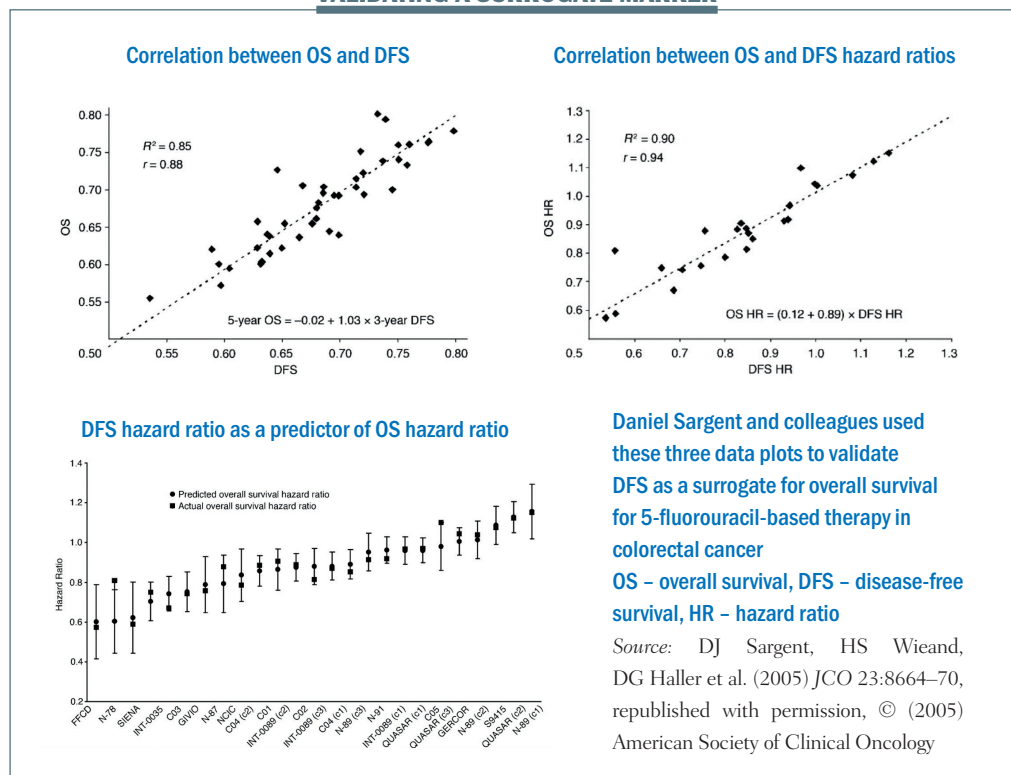 VALIDATING A SURROGATE MARKER
Correlation between OS and DFS
0.80
0.75
0.70
0.65
0.60
0.55
0.50
OS
R² = 0.85
r = 0.88
5-year OS = –0.02 + 1.03 × 3-year DFS
0.55
0.60
0.65
0.70
0.75
0.80
DFS
Correlation between OS and DFS hazard ratios
1.3
1.2
1.1
1.0
0.9
0.8
0.7
0.6
0.5
OS HR
R² = 0.90
r = 0.94
OS HR = (0.12 + 0.89) × DFS HR
0.6
0.7
0.8
0.9
1.0
1.1
1.2
1.3
DFS HR
DFS hazard ratio as a predictor of OS hazard ratio
1.4
1.2
1.0
0.8
0.6
0.4
0.2
Hazard Ratio
Predicted overall survival hazard ratio
Actual overall survival hazard ratio
FFCD
N-78
SIENA
INT-0035
C03
GIVIO
N-87
NCIC
C04 (c2)
C01
INT-0089 (c2)
C02
INT-0089 (c3)
C04 (c1)
N-89 (c3)
N-91
INT-0089 (c1)
QUASAR (c1)
C05
QUASAR (c3)
GERCOR
N-89 (c2)
S9415
QUASAR (c2)
N-89 (c1)
Daniel Sargent and colleagues used
these three data plots to validate
DFS as a surrogate for overall survival
for 5-fluorouracil-based therapy in
colorectal cancer
OS – overall survival, DFS – disease-free
survival, HR – hazard ratio
Source: DJ Sargent, HS Wieand,
DG Haller et al. (2005) JCO 23:8664–70,
republished with permission, © (2005)
American Society of Clinical Oncology